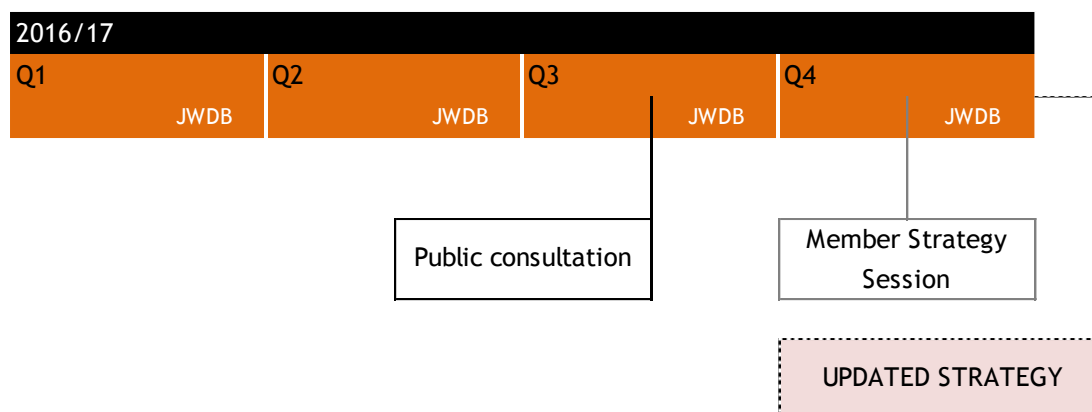 2016/17
Q1 Q2 Q3 Q4
JWDB JWDB JWDB JWDB
Public consultation
Member Strategy
Session
UPDATED STRATEGY